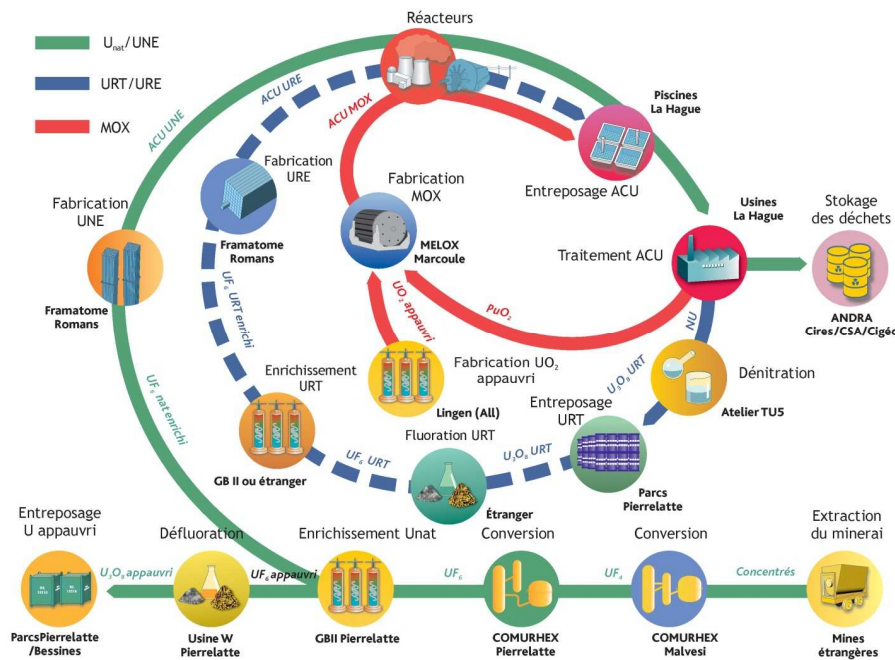 Réacteurs
U nat/UNE
URT/URE
MOX
ACU UNE
ACU URE
ACU MOX
Piscines
La Hague
Entreposage ACU
Fabrication
URE
Framatome
Romans
Fabrication
MOX
MELOX
Marcoule
Fabrication
UNE
Framatome
Romans
Usines
La Hague
Traitement ACU
Stokage
des déchets
ANDRA
Cires/CSA/Cigéo
UF6 URT enrichi
UO2 appauvri
PuO2
NU
U3O8 URT
Dénitration
Atelier TU5
Enrichissement
URT
GB II ou étranger
Fabrication UO2
appauvri
Lingen (All)
Entreposage
URT
Parcs
Pierrelatte
Fluoration URT
Étranger
UF6 URT
U3O8 URT
UF6 nat enrichi
Entreposage
U appauvri
ParcsPierrelatte
/Bessines
U3O8 appauvri
Défluoration
Usine W
Pierrelatte
UF6 appauvri
Enrichissement Unat
GBII Pierrelatte
UF6
Conversion
COMURHEX
Pierrelatte
UF4
Conversion
COMURHEX
Malvesi
Concentrés
Extraction
du minerai
Mines
étrangères